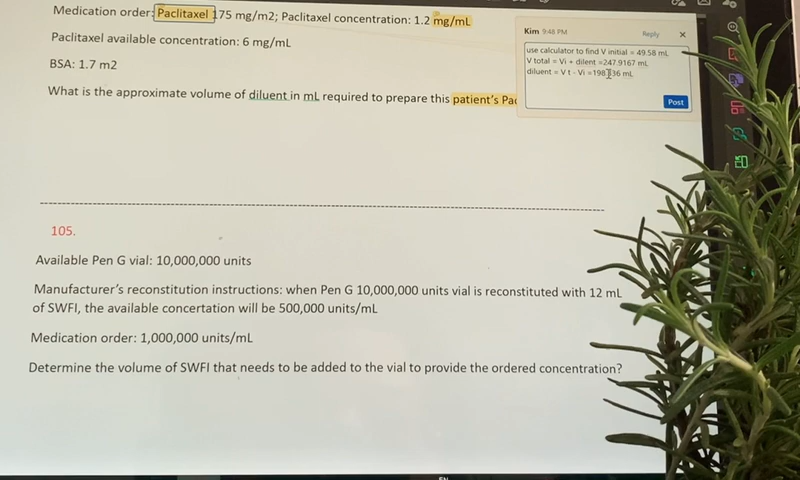 Medication order: Paclitaxel 175 mg/m2; Paclitaxel concentration: 1.2 mg/mL
Paclitaxel available concentration: 6 mg/mL
BSA: 1.7 m2
What is the approximate volume of diluent in mL required to prepare this patient's Pac
Kim 9:48 PM
Reply
use calculator to find V initial = 49.58 mL
V total = Vi + dilent =247.9167 mL
diluent = V t - Vi =198 36 mL
Post
105.
Available Pen G vial: 10,000,000 units
Manufacturer's reconstitution instructions: when Pen G 10,000,000 units vial is reconstituted with 12 mL
of SWFI, the available concertation will be 500,000 units/mL
Medication order: 1,000,000 units/mL
Determine the volume of SWFI that needs to be added to the vial to provide the ordered concentration?